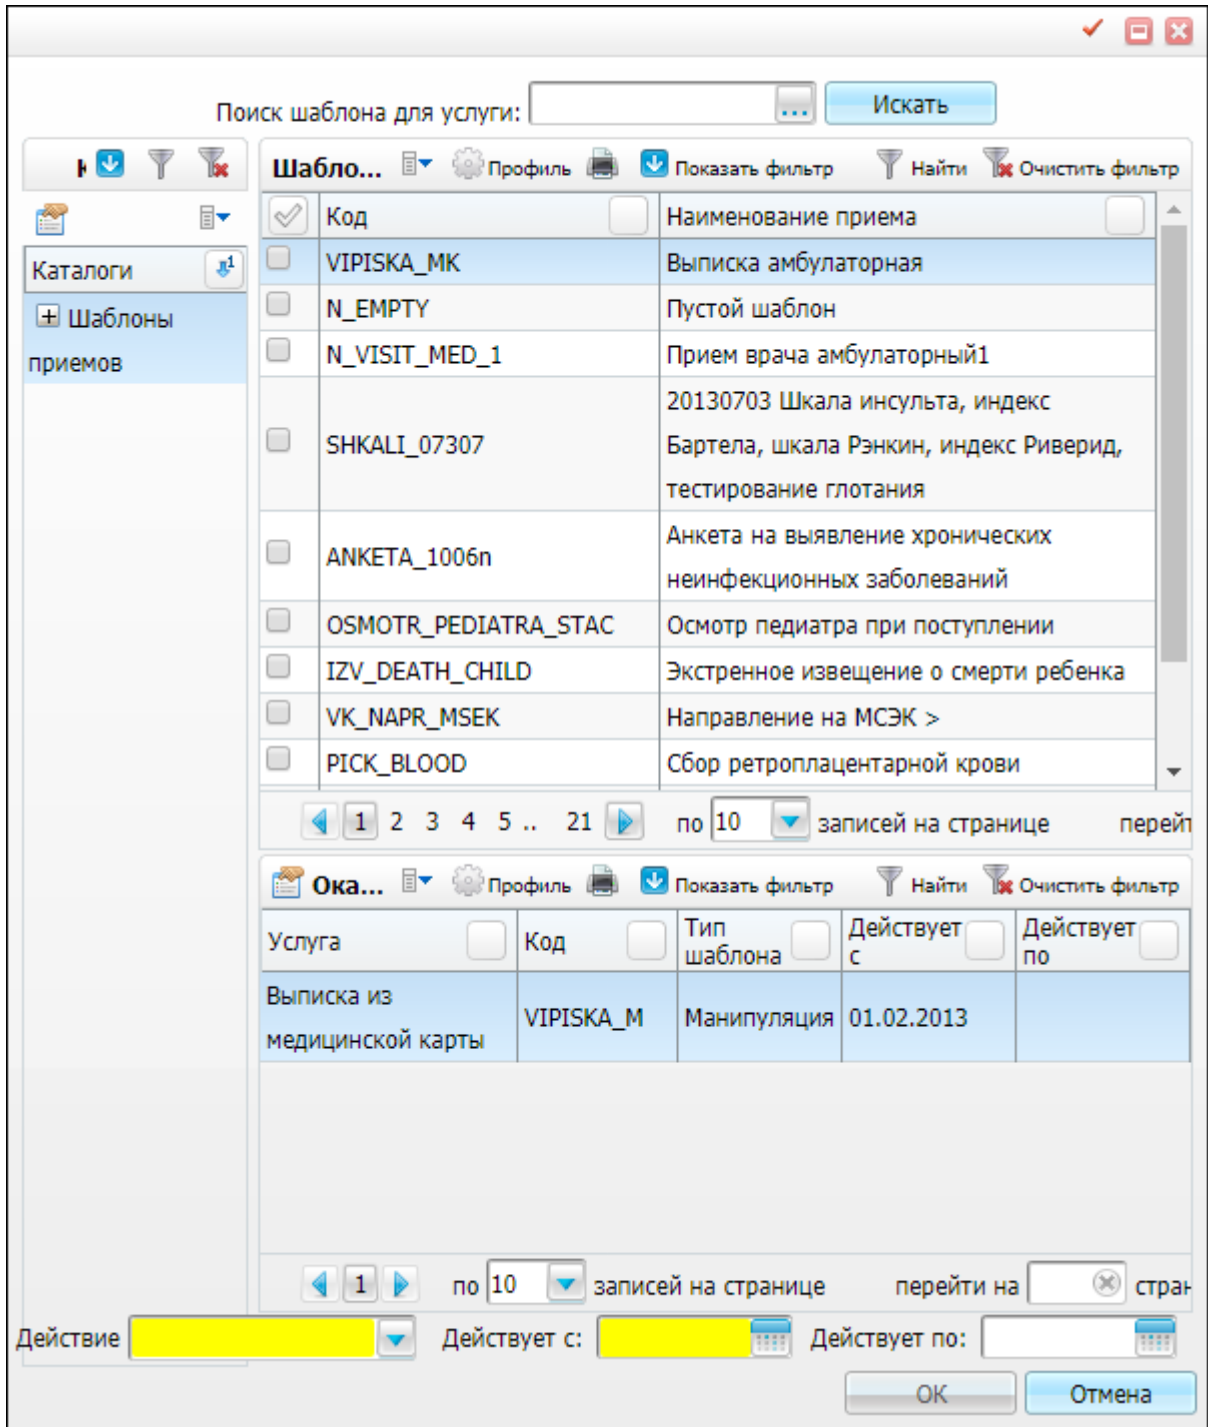 Поиск шаблона для услуги: ... Искать
Шабло... Профиль Показать фильтр Найти Очистить фильтр
Каталоги
Шаблоны
приемов
Код Наименование приема
VIPISKA_MK Выписка амбулаторная
N_EMPTY Пустой шаблон
N_VISIT_MED_1 Прием врача амбулаторный1
20130703 Шкала инсульта, индекс
SHKALI_07307 Бартела, шкала Рэнкин, индекс Риверид,
тестирование глотания
Анкета на выявление хронических
ANKETA_1006n
неинфекционных заболеваний
OSMOTR_PEDIATRA_STAC Осмотр педиатра при поступлении
IZV_DEATH_CHILD Экстренное извещение о смерти ребенка
VK_NAPR_MSEK Направление на МСЭК >
PICK_BLOOD Сбор ретроплацентарной крови
1 2 3 4 5 .. 21 по 10 записей на странице перейт
Ока... Профиль Показать фильтр Найти Очистить фильтр
Услуга Код Тип шаблона Действует с Действует по
Выписка из
медицинской карты VIPISKA_M Манипуляция 01.02.2013
1 по 10 записей на странице перейти на стран
Действие Действует с: Действует по:
ОК Отмена